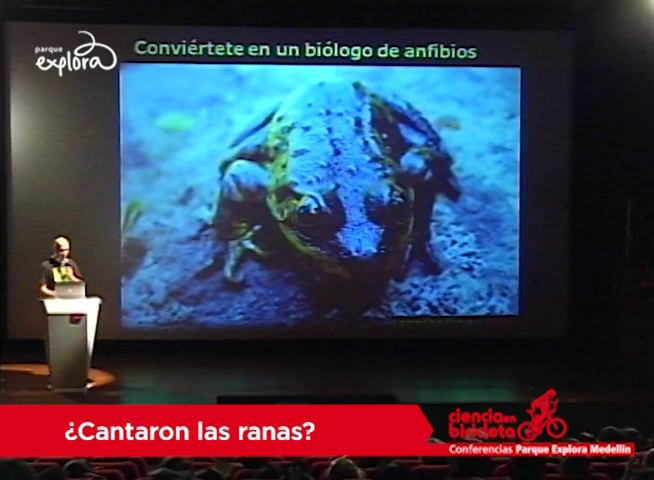 parque
explora
Conviértete en un biólogo de anfibios
¿Cantaron las ranas?
ciencia en
bicicleta
Conferencias Parque Explora Medellín